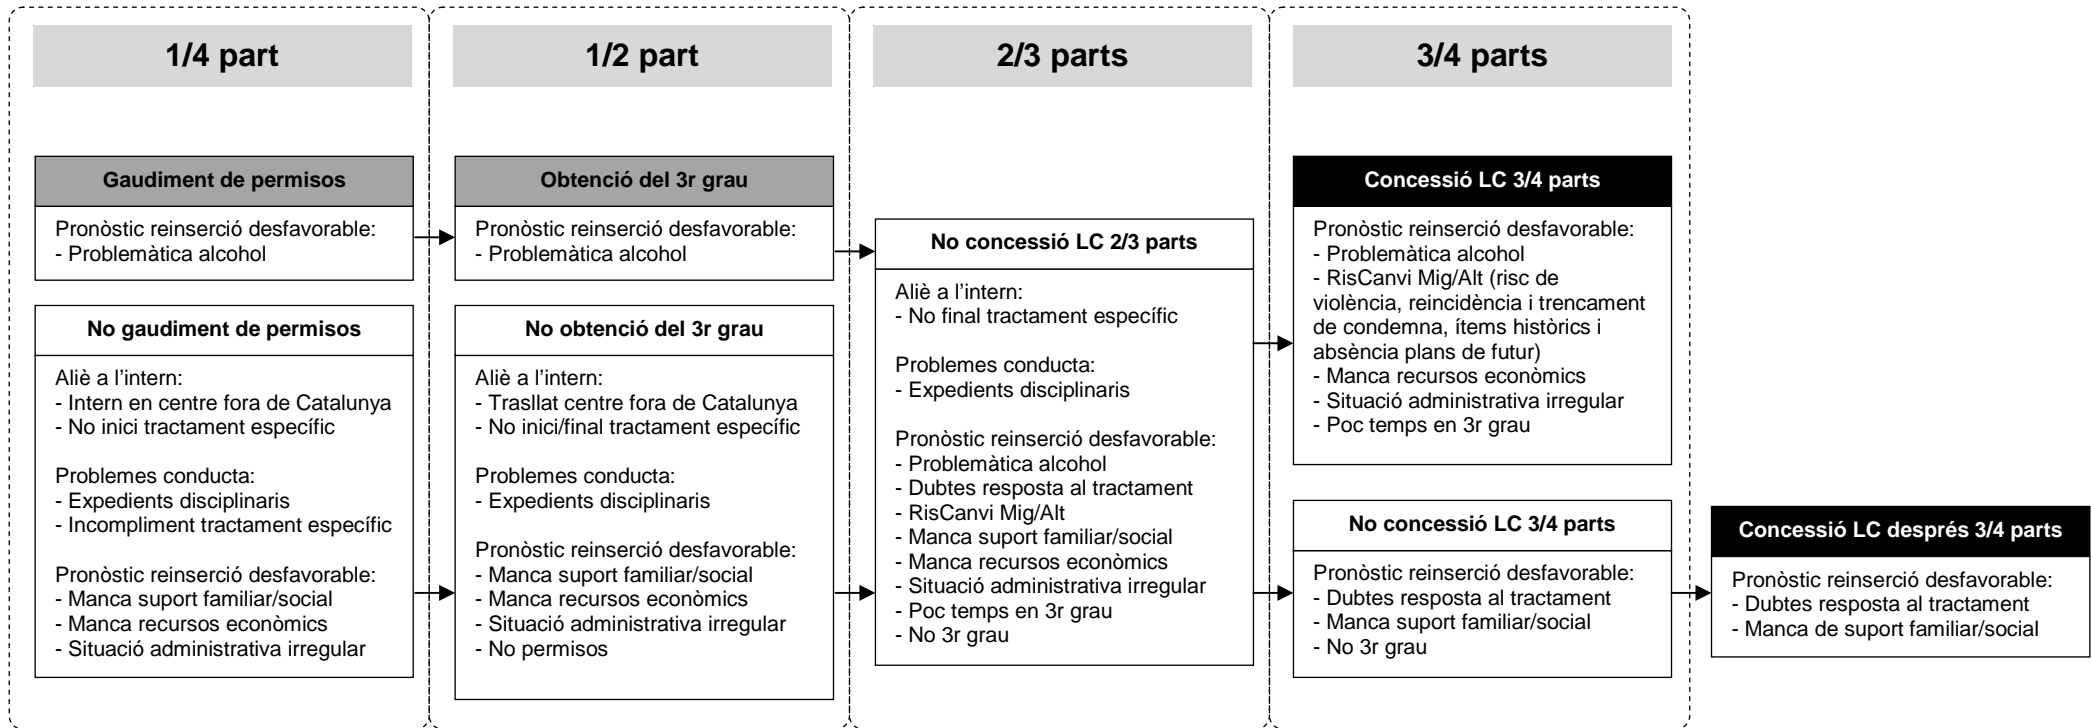 1/4 part
Gaudiment de permisos
Pronòstic reinserció desfavorable:
- Problemàtica alcohol
No gaudiment de permisos
Aliè a l’intern:
- Intern en centre fora de Catalunya
- No inici tractament específic
Problemes conducta:
- Expedients disciplinaris
- Incompliment tractament específic
Pronòstic reinserció desfavorable:
- Manca suport familiar/social
- Manca recursos econòmics
- Situació administrativa irregular
1/2 part
Obtenció del 3r grau
Pronòstic reinserció desfavorable:
- Problemàtica alcohol
No obtenció del 3r grau
Aliè a l’intern:
- Trasllat centre fora de Catalunya
- No inici/final tractament específic
Problemes conducta:
- Expedients disciplinaris
Pronòstic reinserció desfavorable:
- Manca suport familiar/social
- Manca recursos econòmics
- Situació administrativa irregular
- No permisos
2/3 parts
No concessió LC 2/3 parts
Aliè a l’intern:
- No final tractament específic
Problemes conducta:
- Expedients disciplinaris
Pronòstic reinserció desfavorable:
- Problemàtica alcohol
- Dubtes resposta al tractament
- RisCanvi Mig/Alt
- Manca suport familiar/social
- Manca recursos econòmics
- Situació administrativa irregular
- Poc temps en 3r grau
- No 3r grau
3/4 parts
Concessió LC 3/4 parts
Pronòstic reinserció desfavorable:
- Problemàtica alcohol
- RisCanvi Mig/Alt (risc de
violència, reincidència i trencament
de condemna, ítems històrics i
absència plans de futur)
- Manca recursos econòmics
- Situació administrativa irregular
- Poc temps en 3r grau
No concessió LC 3/4 parts
Pronòstic reinserció desfavorable:
- Dubtes resposta al tractament
- Manca suport familiar/social
- No 3r grau
Concessió LC després 3/4 parts
Pronòstic reinserció desfavorable:
- Dubtes resposta al tractament
- Manca de suport familiar/social